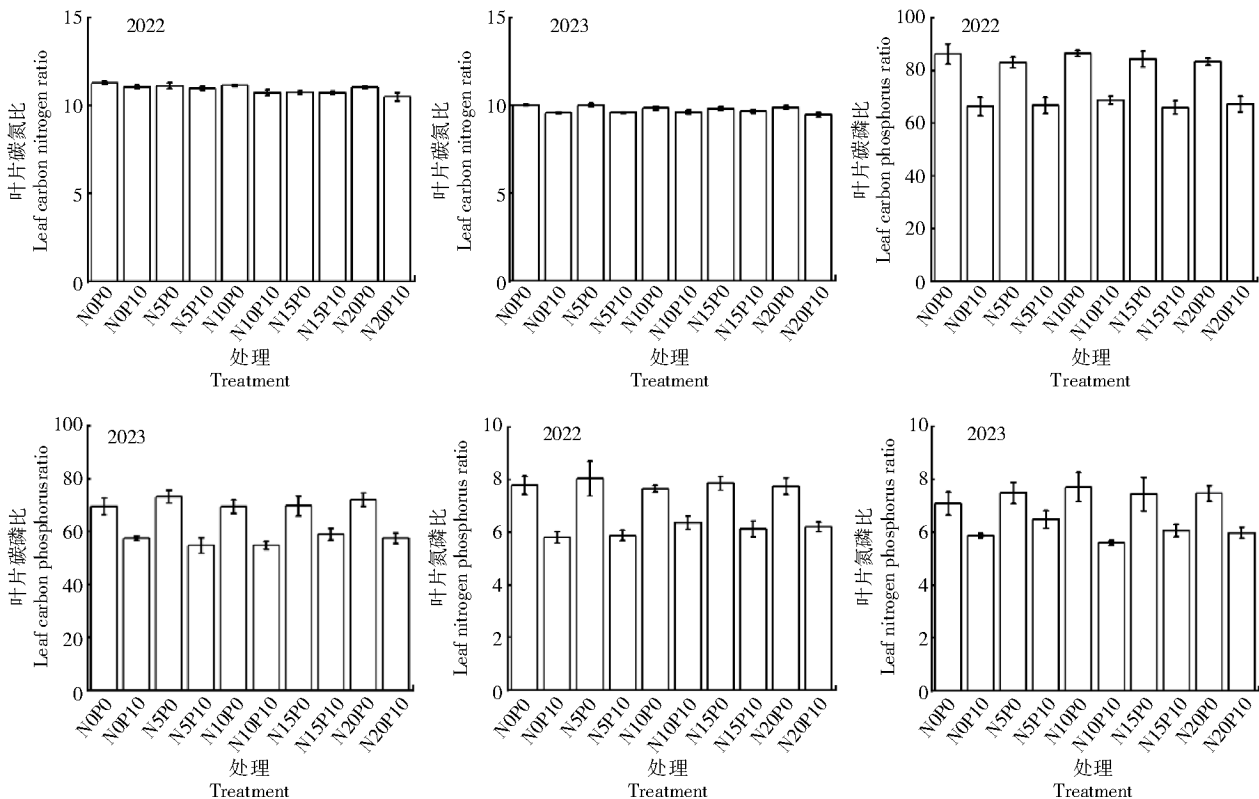 叶片碳氮比
Leaf carbon nitrogen ratio
15
10
5
0
2022
N0P0
N0P10
N5P0
N5P10
N10P0
N10P10
N15P0
N15P10
N20P0
N20P10
处理
Treatment
叶片碳氮比
Leaf carbon nitrogen ratio
15
10
5
0
2023
N0P0
N0P10
N5P0
N5P10
N10P0
N10P10
N15P0
N15P10
N20P0
N20P10
处理
Treatment
叶片碳磷比
Leaf carbon phosphorus ratio
100
80
60
40
20
0
2022
N0P0
N0P10
N5P0
N5P10
N10P0
N10P10
N15P0
N15P10
N20P0
N20P10
处理
Treatment
叶片碳磷比
Leaf carbon phosphorus ratio
100
80
60
40
20
0
2023
N0P0
N0P10
N5P0
N5P10
N10P0
N10P10
N15P0
N15P10
N20P0
N20P10
处理
Treatment
叶片氮磷比
Leaf nitrogen phosphorus ratio
10
8
6
4
2
0
2022
N0P0
N0P10
N5P0
N5P10
N10P0
N10P10
N15P0
N15P10
N20P0
N20P10
处理
Treatment
叶片氮磷比
Leaf nitrogen phosphorus ratio
10
8
6
4
2
0
2023
N0P0
N0P10
N5P0
N5P10
N10P0
N10P10
N15P0
N15P10
N20P0
N20P10
处理
Treatment